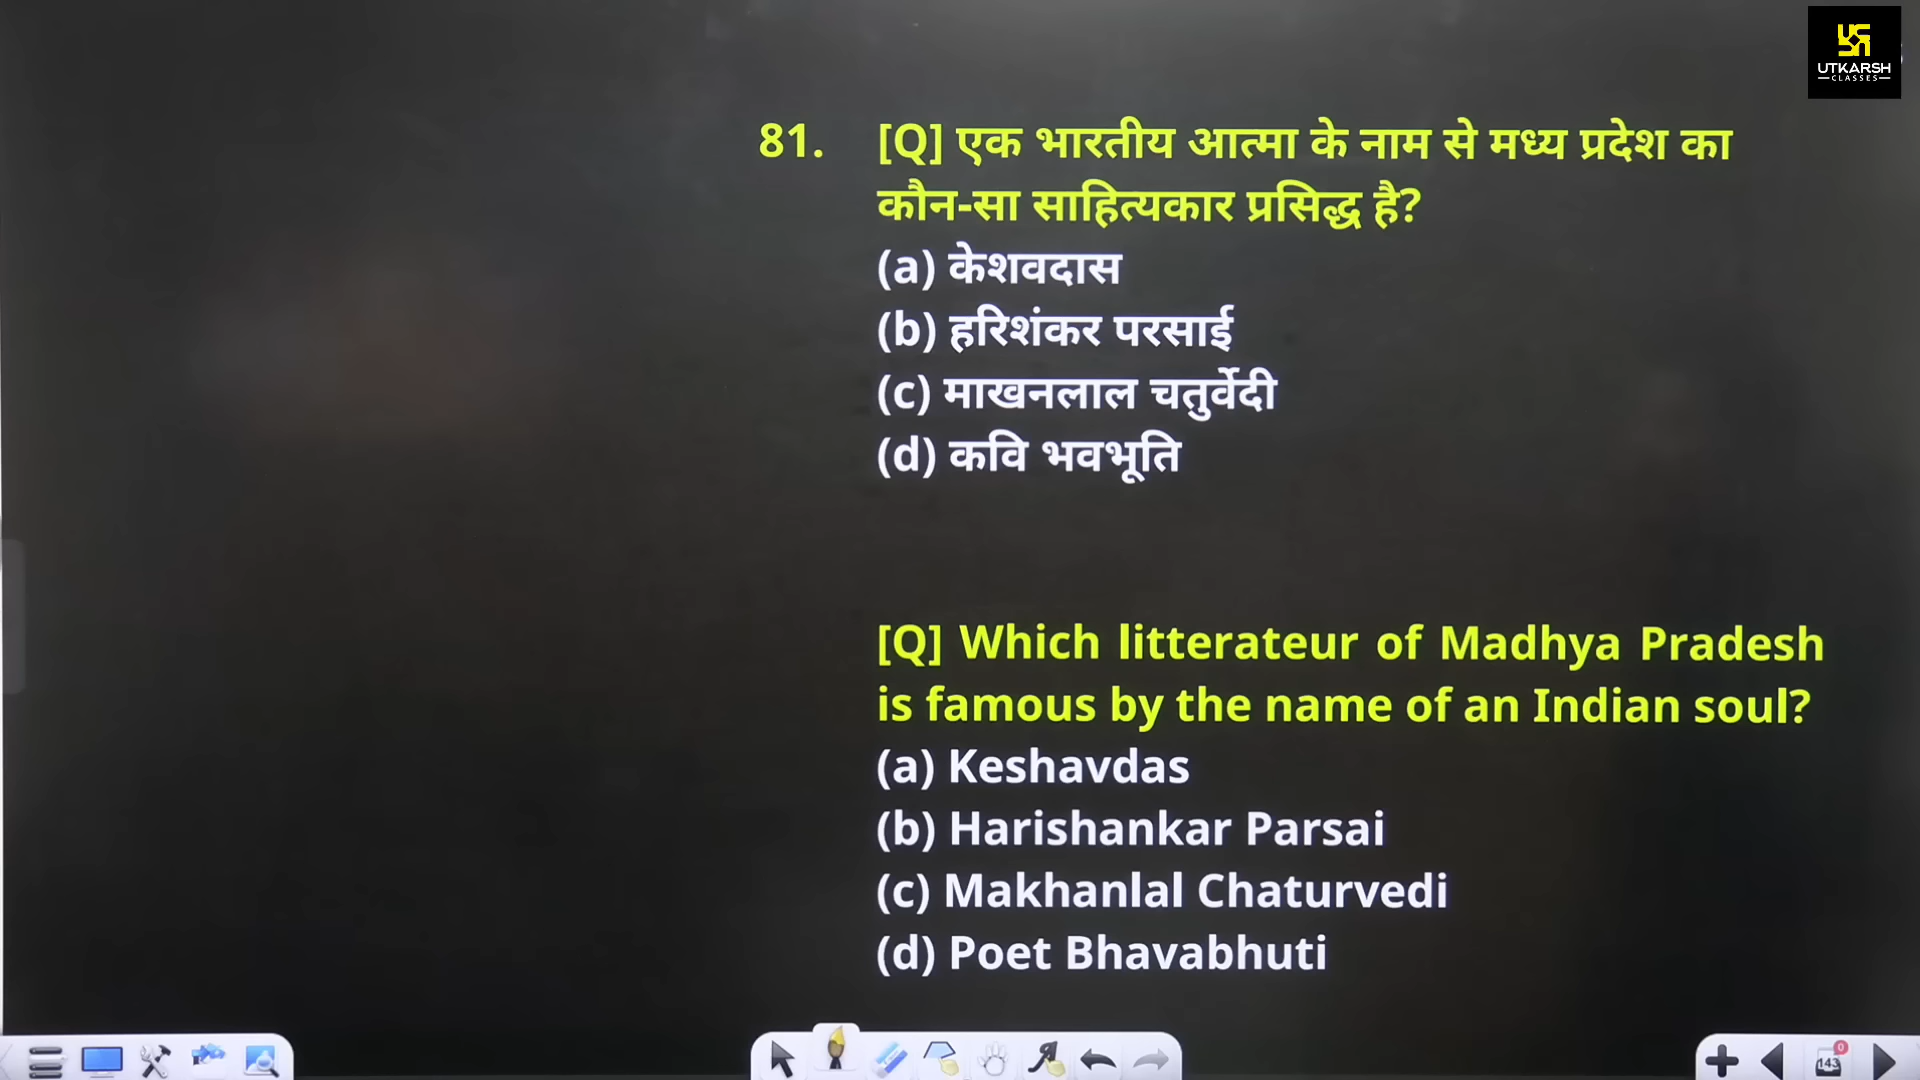 UTKARSH
CLASSES
81. [Q] एक भारतीय आत्मा के नाम से मध्य प्रदेश का
कौन-सा साहित्यकार प्रसिद्ध है?
(a) केशवदास
(b) हरिशंकर परसाई
(c) माखनलाल चतुर्वेदी
(d) कवि भवभूति
[Q] Which litterateur of Madhya Pradesh
is famous by the name of an Indian soul?
(a) Keshavdas
(b) Harishankar Parsai
(c) Makhanlal Chaturvedi
(d) Poet Bhavabhuti
0
143